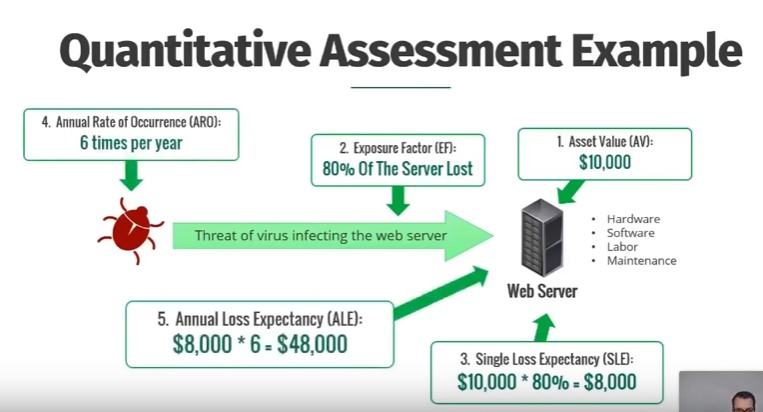 Quantitative Assessment Example
4. Annual Rate of Occurrence (ARO):
6 times per year
2. Exposure Factor (EF):
80% Of The Server Lost
1. Asset Value (AV):
$10,000
Threat of virus infecting the web server
• Hardware
• Software
• Labor
• Maintenance
Web Server
5. Annual Loss Expectancy (ALE):
$8,000 * 6 = $48,000
3. Single Loss Expectancy (SLE):
$10,000 * 80% = $8,000